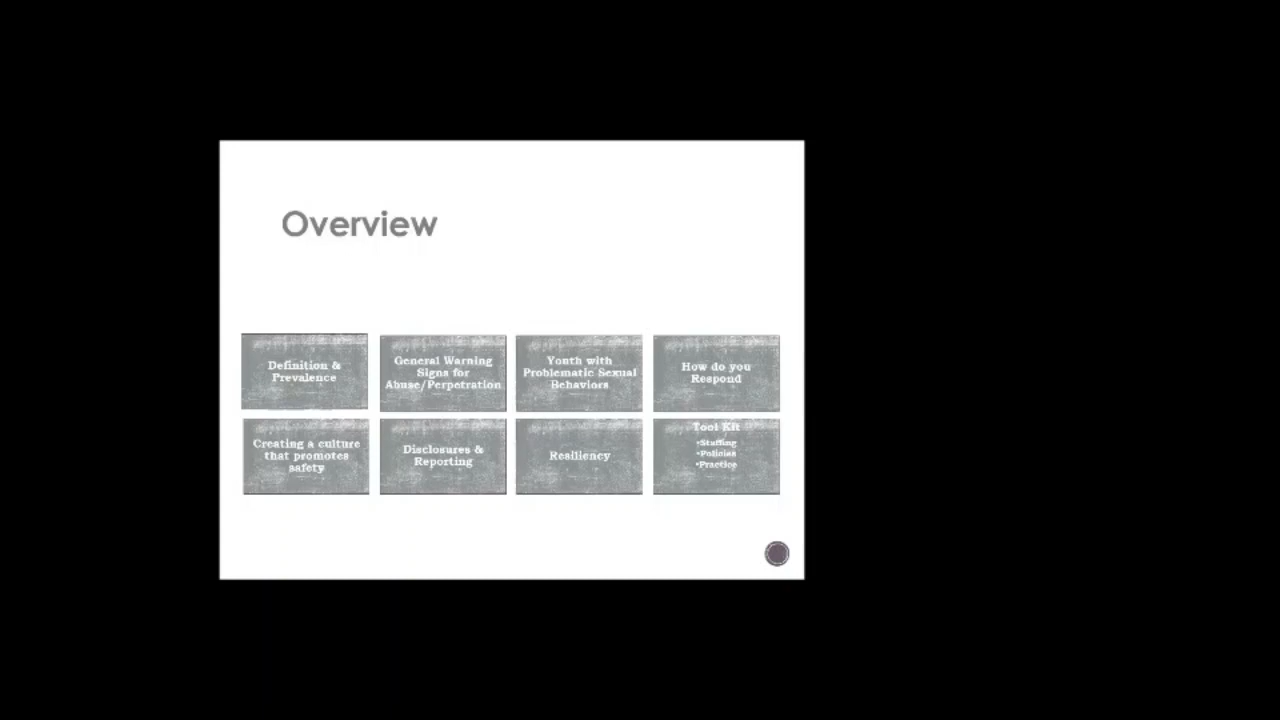 Overview
Definition &
Prevalence
General Warning
Signs for
Abuse/Perpetration
Youth with
Problematic Sexual
Behaviors
How do you
Respond
Creating a culture
that promotes
safety
Disclosures &
Reporting
Resiliency
Tool Kit
•Staffing
•Policies
•Practice